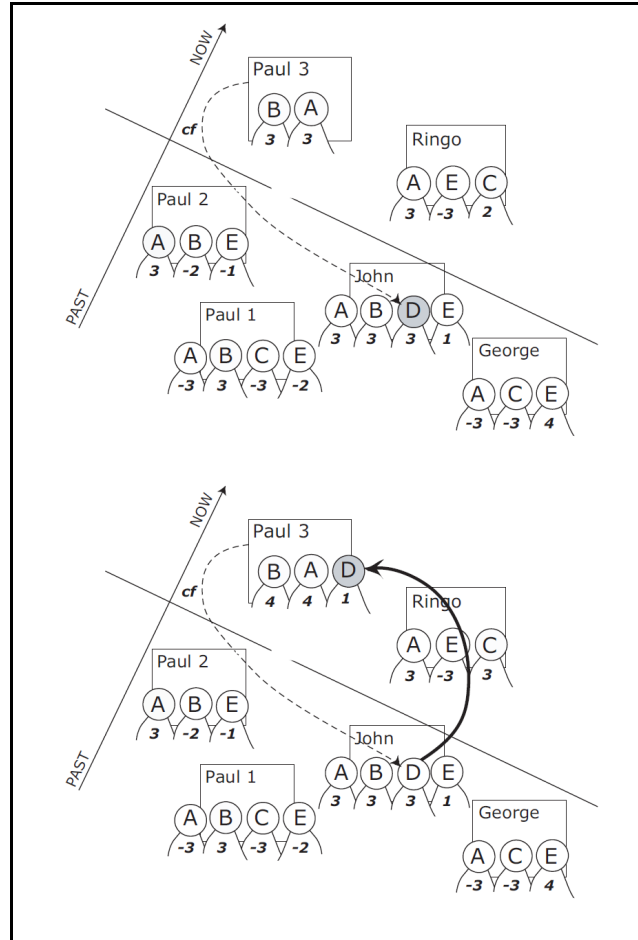 NOW
Paul 3
cf
B A
3 3
Ringo
A E C
3 -3 2
Paul 2
A B E
3 -2 -1
John
A B D E
3 3 3 1
PAST
Paul 1
A B C E
-3 3 -3 -2
George
A C E
-3 -3 4
NOW
Paul 3
cf
B A D
4 4 1
Ringo
A E C
3 -3 3
Paul 2
A B E
3 -2 -1
John
A B D E
3 3 3 1
PAST
Paul 1
A B C E
-3 3 -3 -2
George
A C E
-3 -3 4